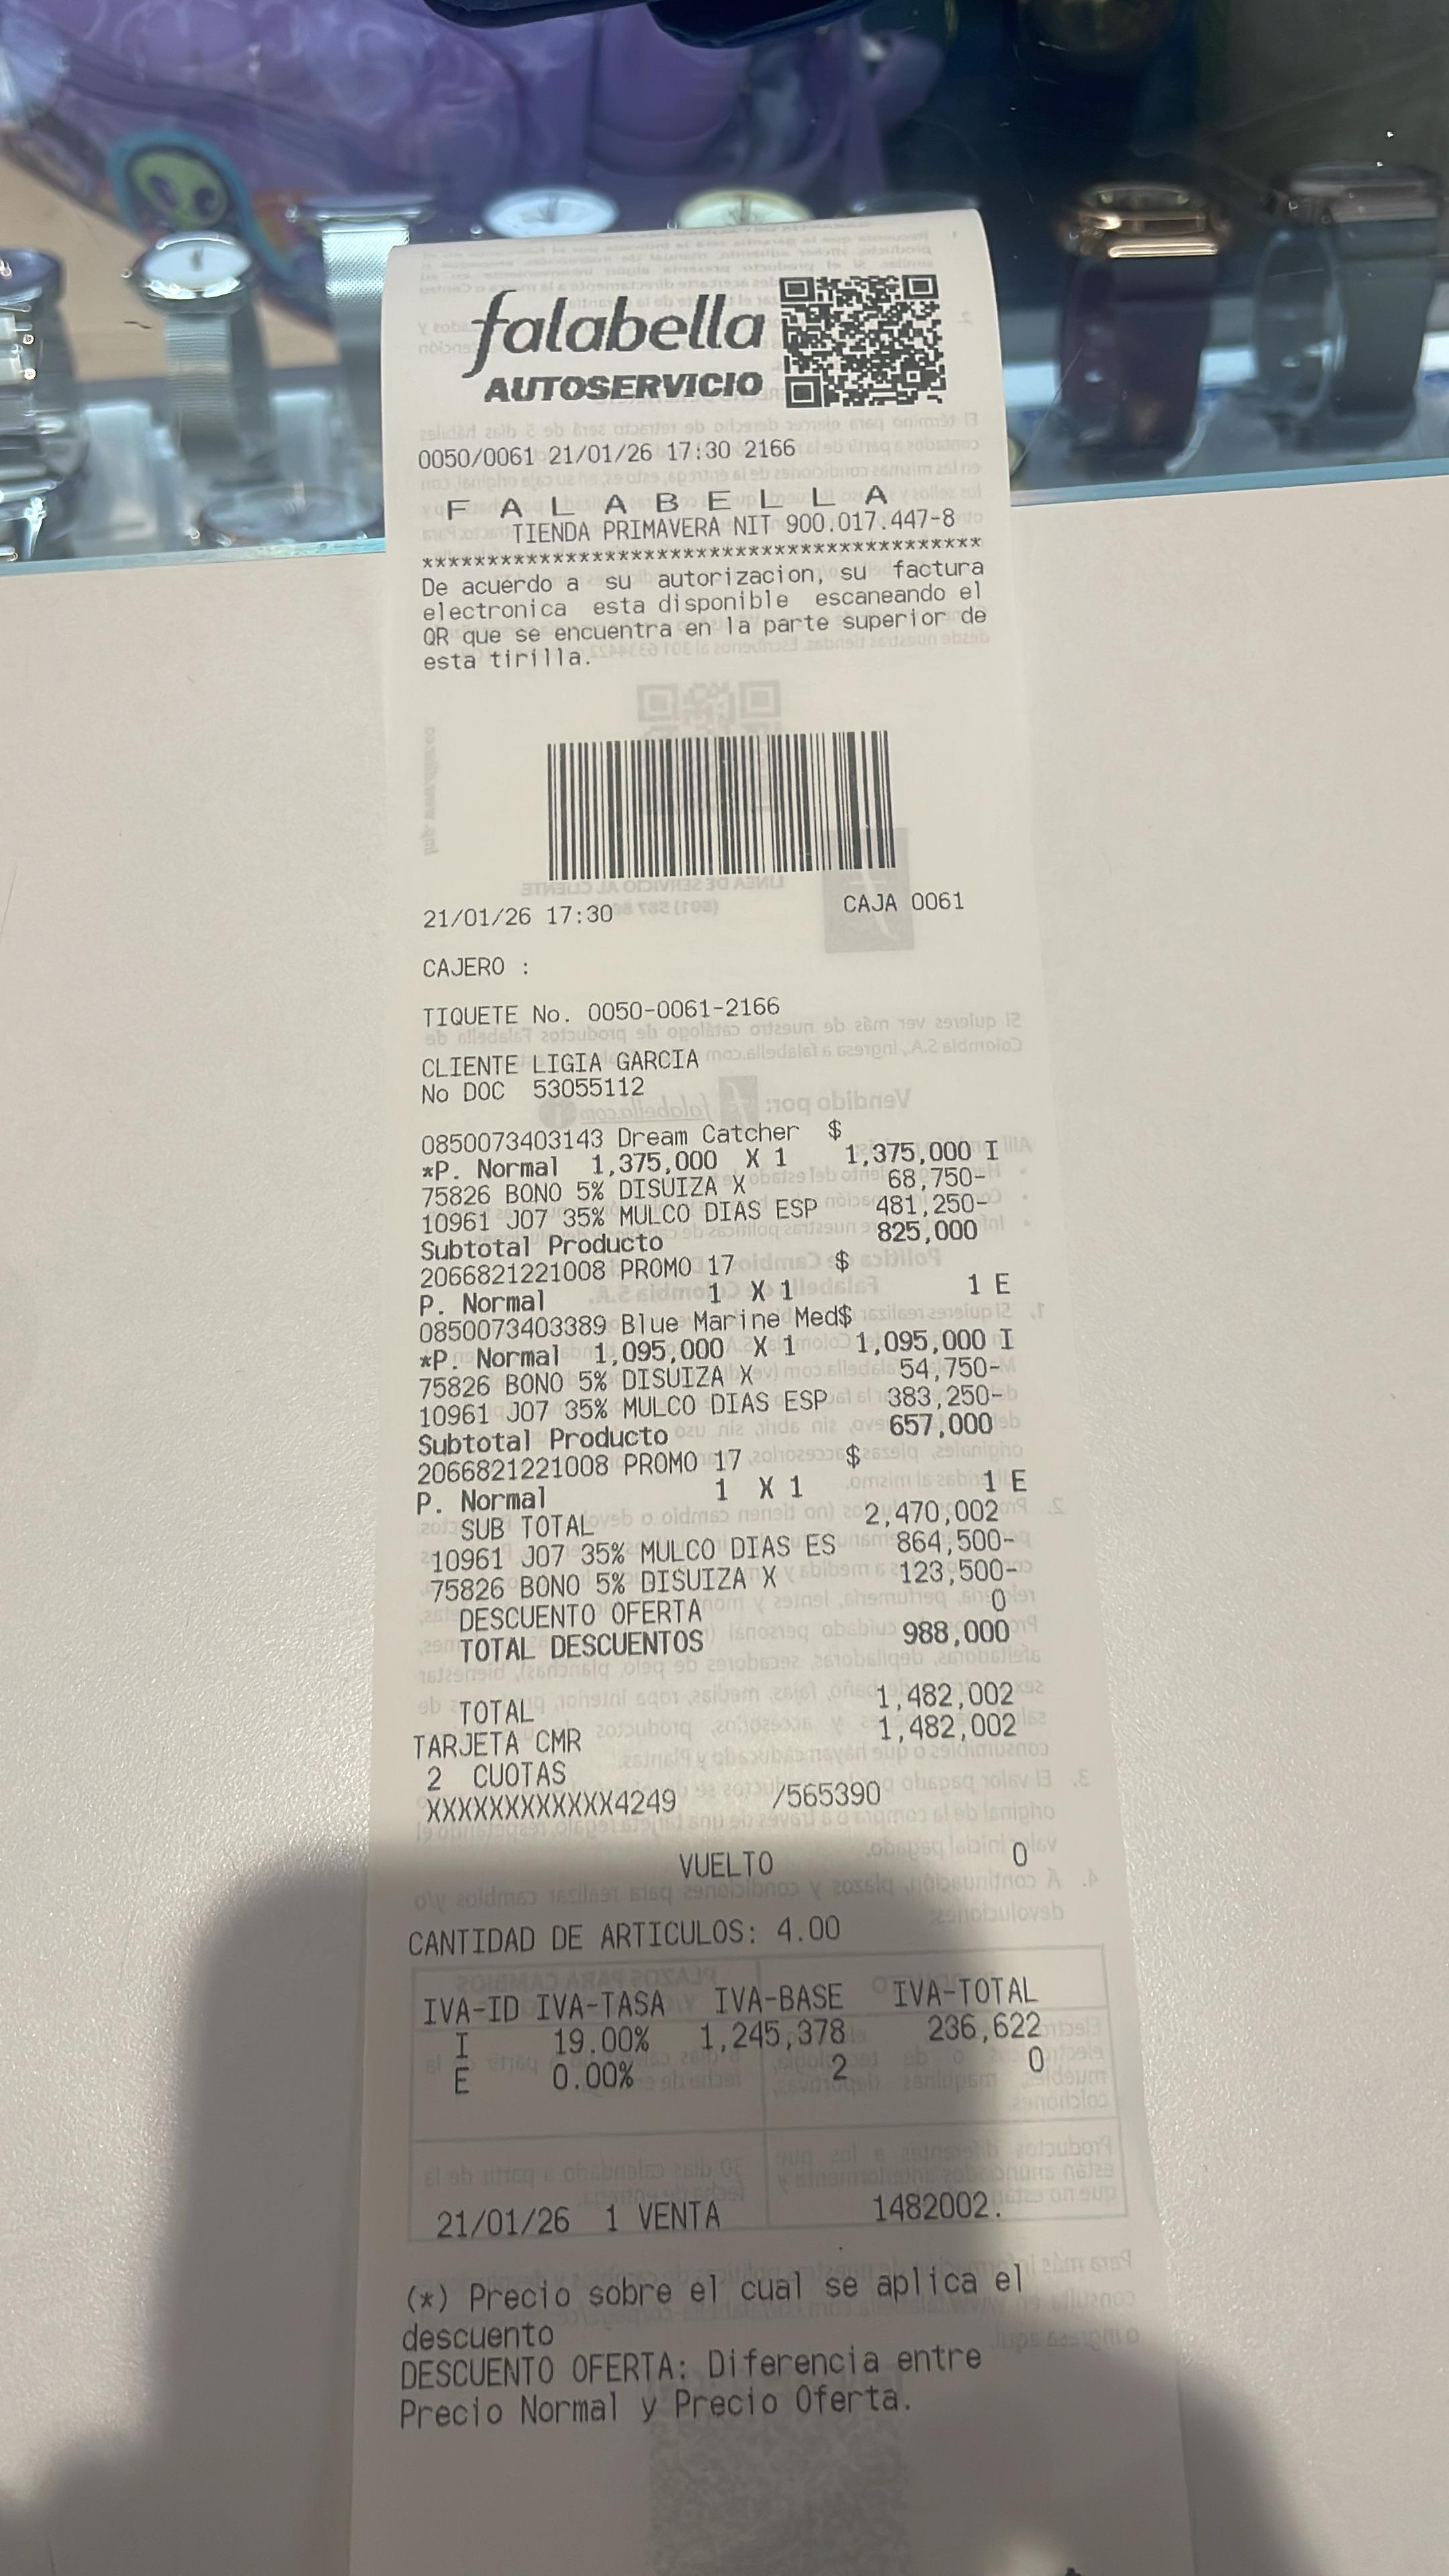 falabella
AUTOSERVICIO
0050/0061 21/01/26 17:30 2166
F A L A B E L L A
TIENDA PRIMAVERA NIT 900.017.447-8
*******************************************
De acuerdo a su autorizacion, su factura
electronica esta disponible escaneando el
QR que se encuentra en la parte superior de
esta tirilla.
21/01/26 17:30 CAJA 0061
CAJERO :
TIQUETE No. 0050-0061-2166
CLIENTE LIGIA GARCIA
No DOC 53055112
0850073403143 Dream Catcher $
*P. Normal 1,375,000 X 1 1,375,000 I
75826 BONO 5% DISUIZA X 68,750-
10961 J07 35% MULCO DIAS ESP 481,250-
Subtotal Producto 825,000
2066821221008 PROMO 17 $
P. Normal 1 X 1 1 E
0850073403389 Blue Marine Med$
*P. Normal 1,095,000 X 1 1,095,000 I
75826 BONO 5% DISUIZA X 54,750-
10961 J07 35% MULCO DIAS ESP 383,250-
Subtotal Producto 657,000
2066821221008 PROMO 17 $
P. Normal 1 X 1 1 E
SUB TOTAL 2,470,002
10961 J07 35% MULCO DIAS ES 864,500-
75826 BONO 5% DISUIZA X 123,500-
DESCUENTO OFERTA 0
TOTAL DESCUENTOS 988,000
TOTAL 1,482,002
TARJETA CMR 1,482,002
2 CUOTAS
XXXXXXXXXXXX4249 /565390
VUELTO 0
CANTIDAD DE ARTICULOS: 4.00
IVA-ID IVA-TASA IVA-BASE IVA-TOTAL
I 19.00% 1,245,378 236,622
E 0.00% 2 0
21/01/26 1 VENTA 1482002.
(*) Precio sobre el cual se aplica el
descuento
DESCUENTO OFERTA: Diferencia entre
Precio Normal y Precio Oferta.